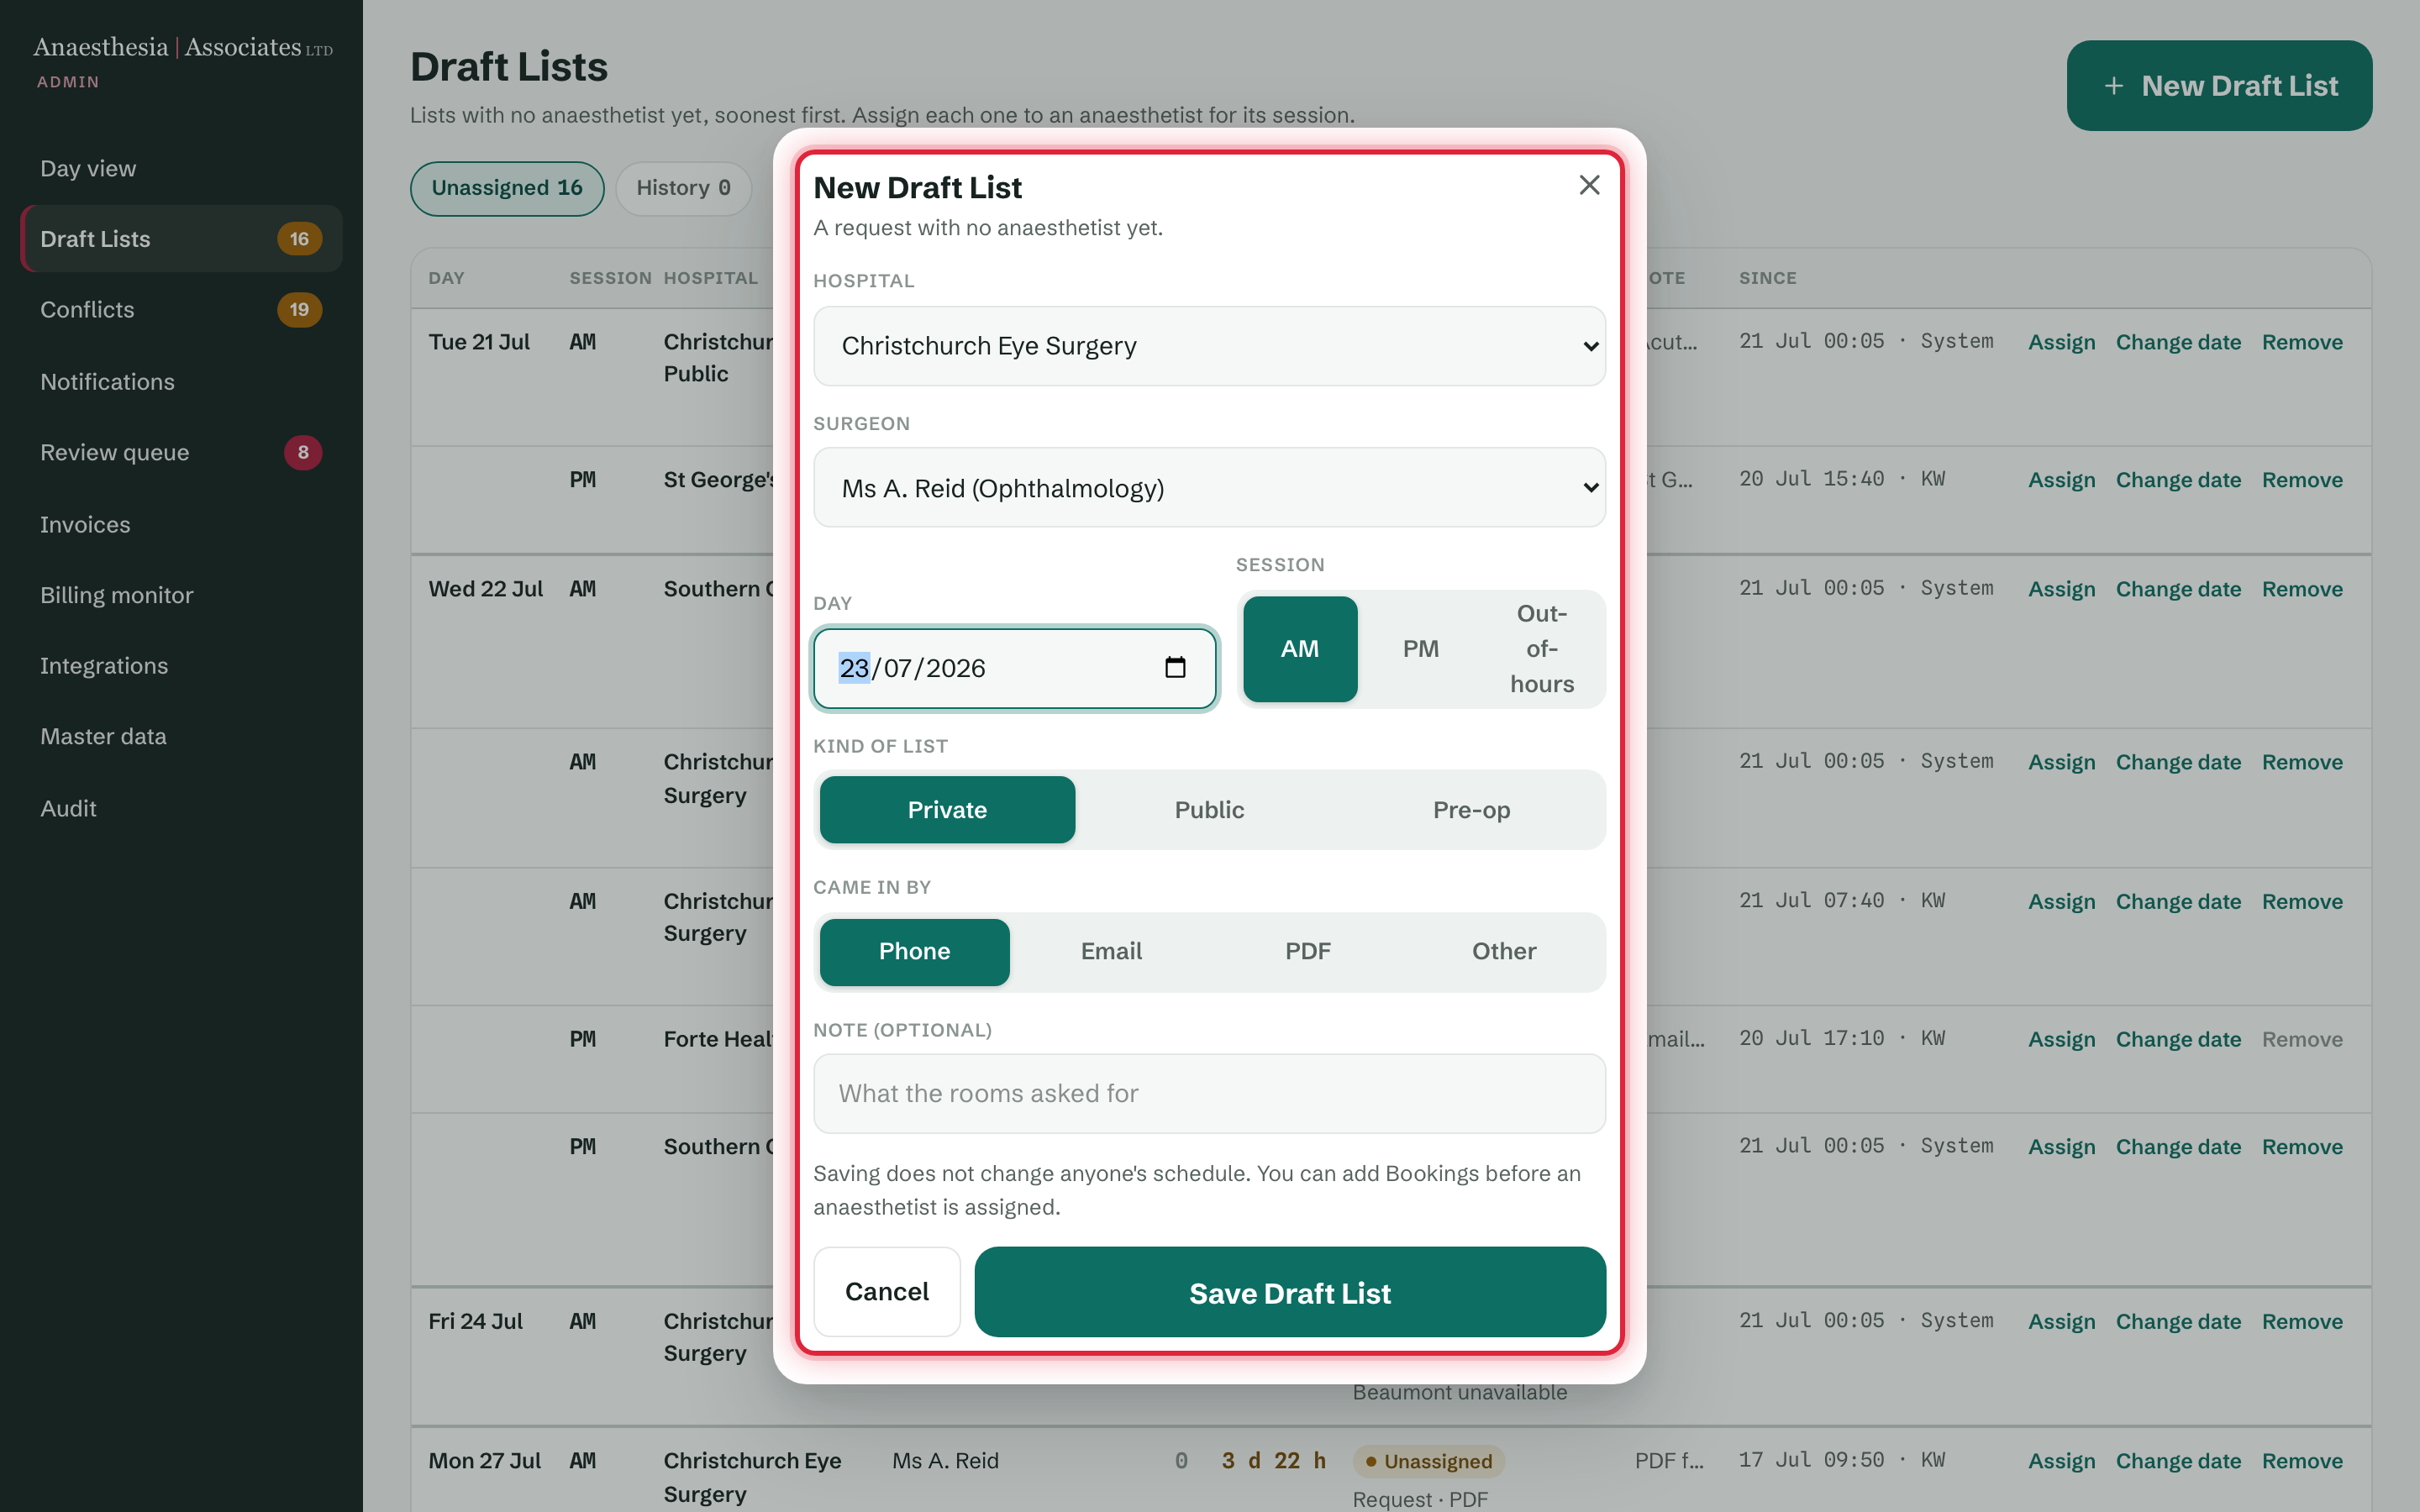 Anaesthesia | Associates LTD
ADMIN
Day view
Draft Lists 16
Conflicts 19
Notifications
Review queue 8
Invoices
Billing monitor
Integrations
Master data
Audit
Draft Lists
Lists with no anaesthetist yet, soonest first. Assign each one to an anaesthetist for its session.
+ New Draft List
Unassigned 16 History 0
DAY SESSION HOSPITAL SINCE
Tue 21 Jul AM 21 Jul 00:05 · System Assign Change date Remove
Public
PM St George's 20 Jul 15:40 · KW Assign Change date Remove
Wed 22 Jul AM Southern 21 Jul 00:05 · System Assign Change date Remove
AM 21 Jul 00:05 · System Assign Change date Remove
Surgery
AM 21 Jul 07:40 · KW Assign Change date Remove
Surgery
PM Forte 20 Jul 17:10 · KW Assign Change date Remove
PM Southern 21 Jul 00:05 · System Assign Change date Remove
Fri 24 Jul AM 21 Jul 00:05 · System Assign Change date Remove
Surgery
Beaumont unavailable
Mon 27 Jul AM Christchurch Eye Ms A. Reid 0 3 d 22 h Unassigned PDF f... 17 Jul 09:50 · KW Assign Change date Remove
Surgery Request · PDF
New Draft List
A request with no anaesthetist yet.
HOSPITAL
Christchurch Eye Surgery
SURGEON
Ms A. Reid (Ophthalmology)
DAY
23/07/2026
SESSION
AM PM Out-
of-
hours
KIND OF LIST
Private Public Pre-op
CAME IN BY
Phone Email PDF Other
NOTE (OPTIONAL)
What the rooms asked for
Saving does not change anyone's schedule. You can add Bookings before an
anaesthetist is assigned.
Cancel Save Draft List